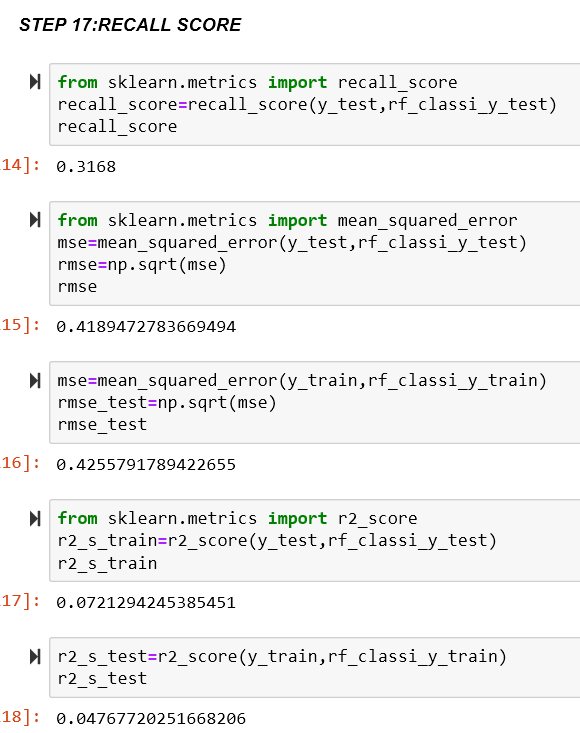 STEP 17:RECALL SCORE
from sklearn.metrics import recall_score
recall_score=recall_score(y_test,rf_classi_y_test)
recall_score
14]: 0.3168
from sklearn.metrics import mean_squared_error
mse=mean_squared_error(y_test,rf_classi_y_test)
rmse=np.sqrt(mse)
rmse
15]: 0.4189472783669494
mse=mean_squared_error(y_train,rf_classi_y_train)
rmse_test=np.sqrt(mse)
rmse_test
16]: 0.4255791789422655
from sklearn.metrics import r2_score
r2_s_train=r2_score(y_test,rf_classi_y_test)
r2_s_train
17]: 0.0721294245385451
r2_s_test=r2_score(y_train,rf_classi_y_train)
r2_s_test
18]: 0.04767720251668206